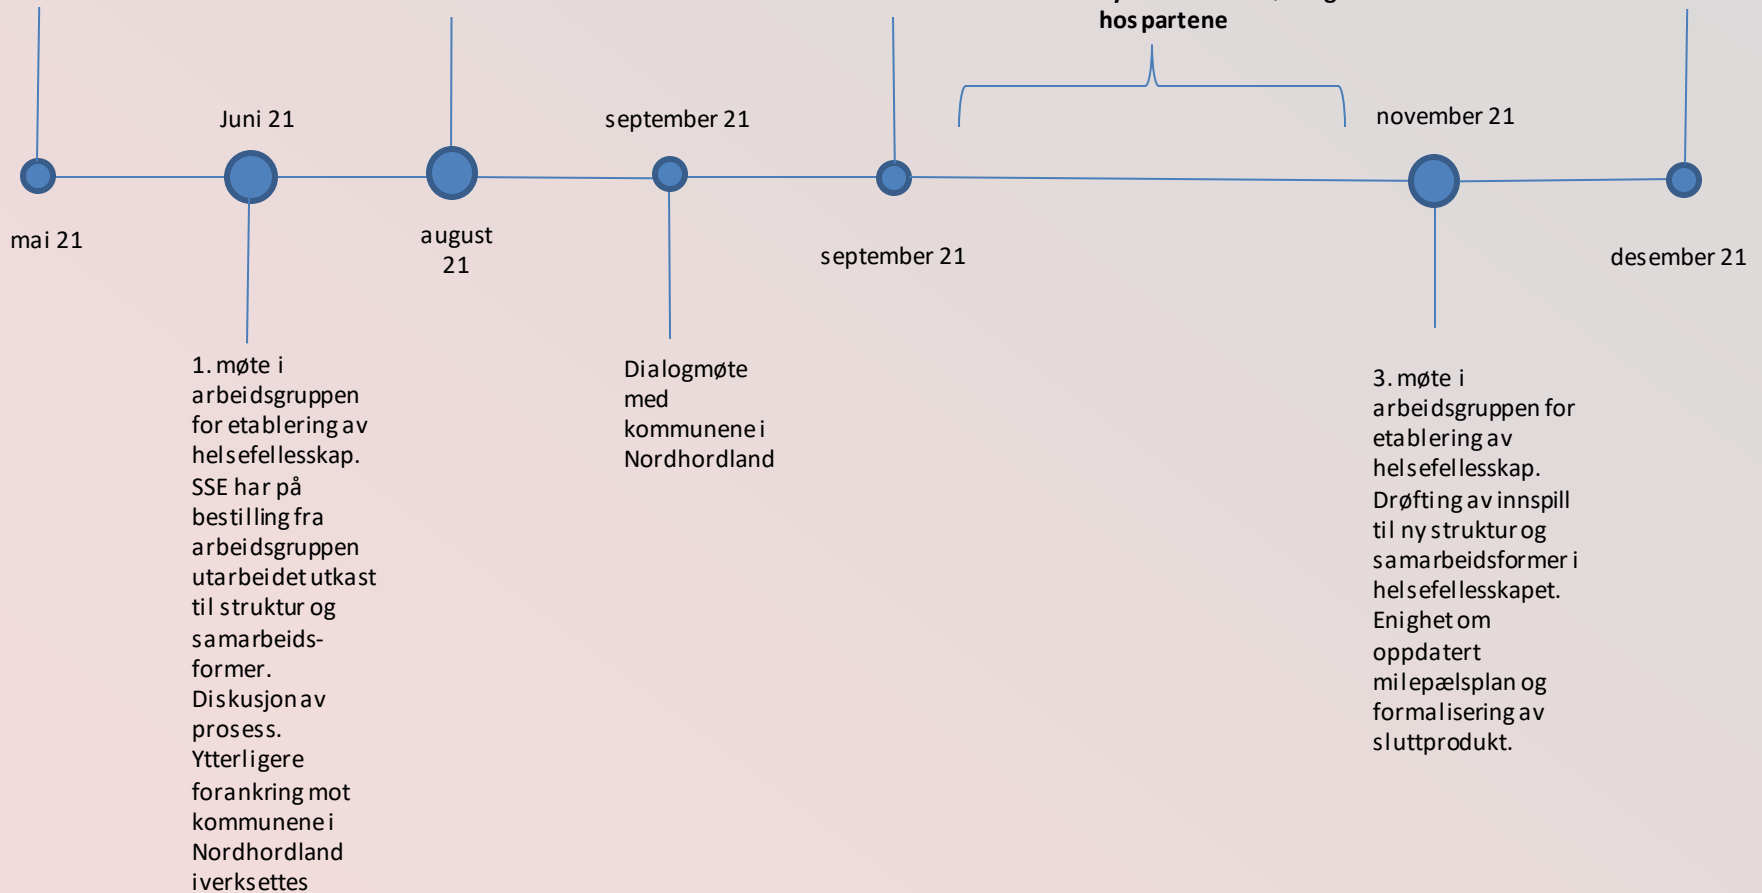 hos partene
Juni 21
september 21
november 21
mai 21
august
21
september 21
desember 21
1. møte i
arbeidsgruppen
for etablering av
helsefellesskap.
SSE har på
bestilling fra
arbeidsgruppen
utarbeidet utkast
til struktur og
samarbeids-
former.
Diskusjon av
prosess.
Ytterligere
forankring mot
kommunene i
Nordhordland
iverksettes
Dialogmøte
med
kommunene i
Nordhordland
3. møte i
arbeidsgruppen for
etablering av
helsefellesskap.
Drøfting av innspill
til ny struktur og
samarbeidsformer i
helsefellesskapet.
Enighet om
oppdatert
milepælsplan og
formalisering av
sluttprodukt.